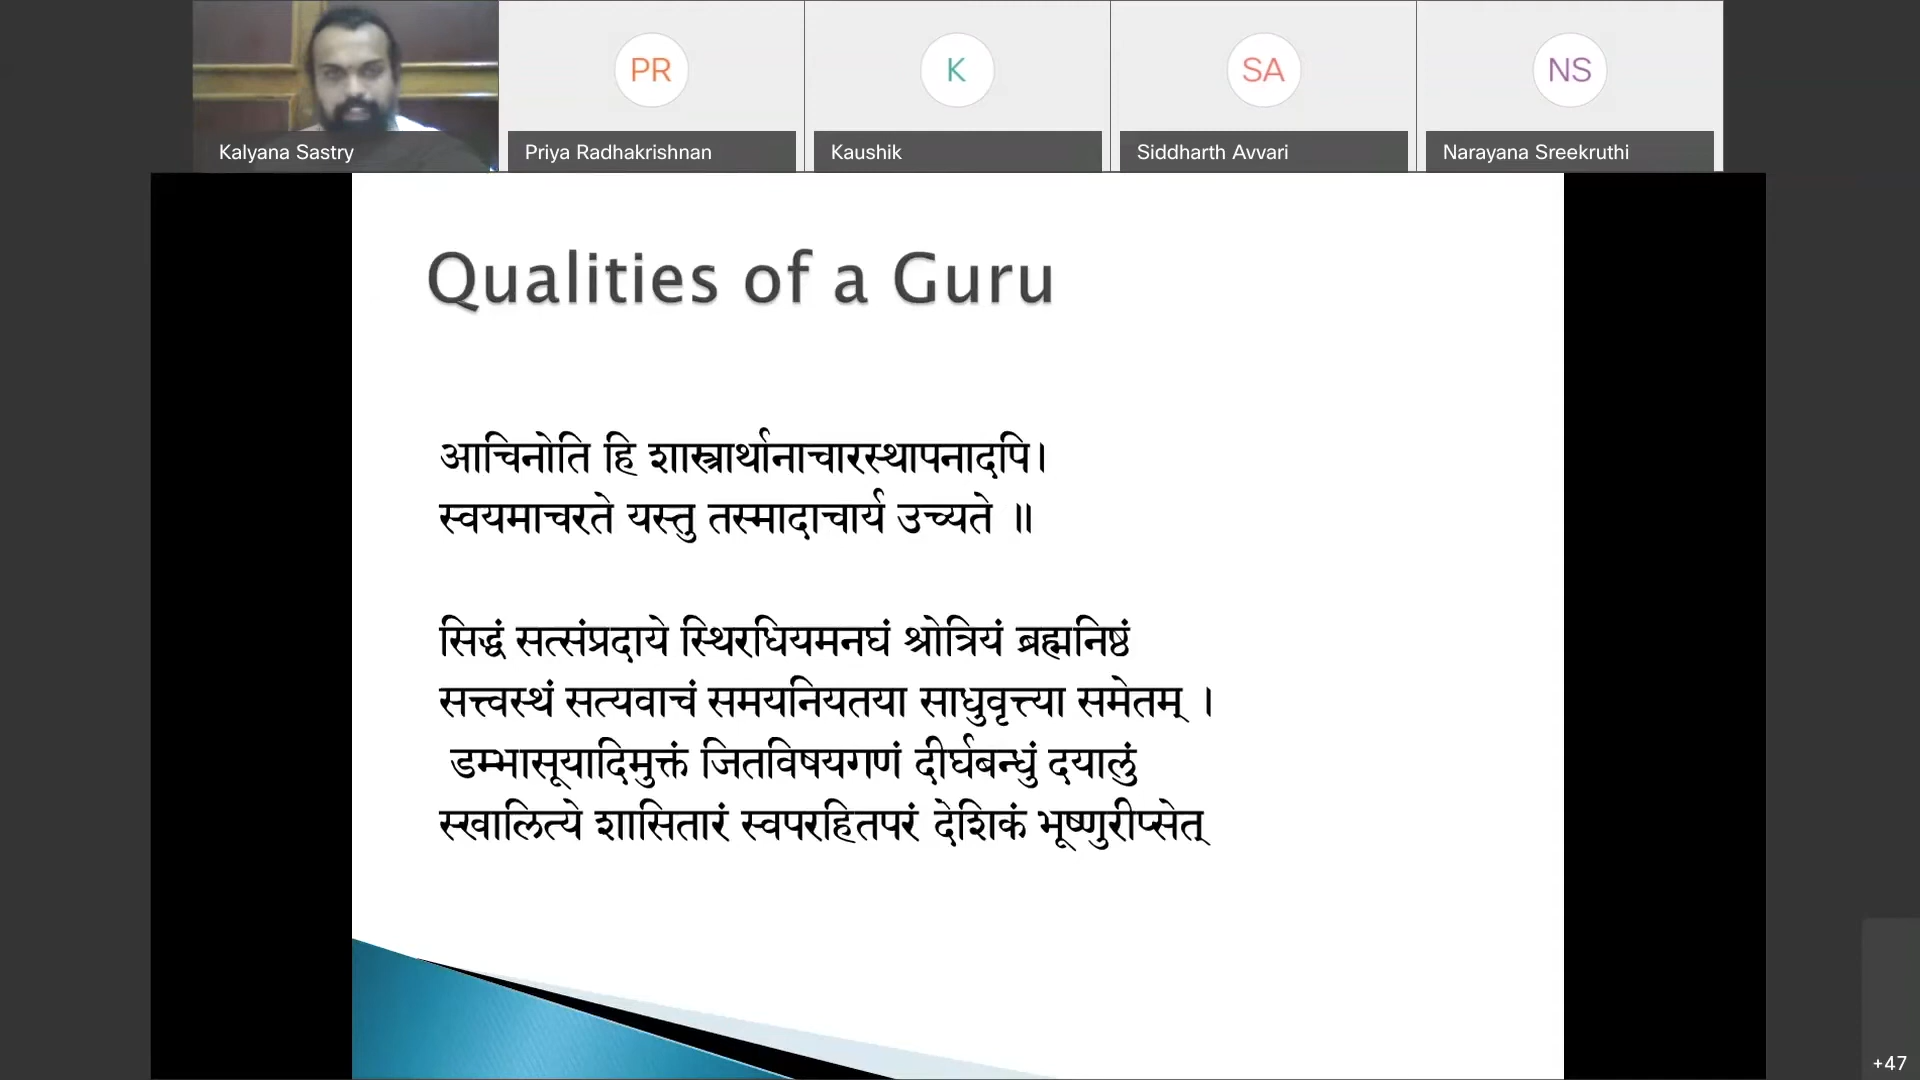 PR
K
SA
NS
Kalyana Sastry
Priya Radhakrishnan
Kaushik
Siddharth Avvari
Narayana Sreekruthi
Qualities of a Guru
आचिनोति हि शास्त्रार्थानाचारस्थापनादपि।
स्वयमाचरते यस्तु तस्मादाचार्य उच्यते ॥
सिद्धं सत्संप्रदाये स्थिरधियमनघं श्रोत्रियं ब्रह्मनिष्ठं
सत्त्वस्थं सत्यवाचं समयनियतया साधुवृत्त्या समेतम् ।
डम्भासूयादिमुक्तं जितविषयगणं दीर्घबन्धुं दयालुं
स्खालित्ये शासितारं स्वपरहितपरं देशिकं भूष्णुरीप्सेत्
+47